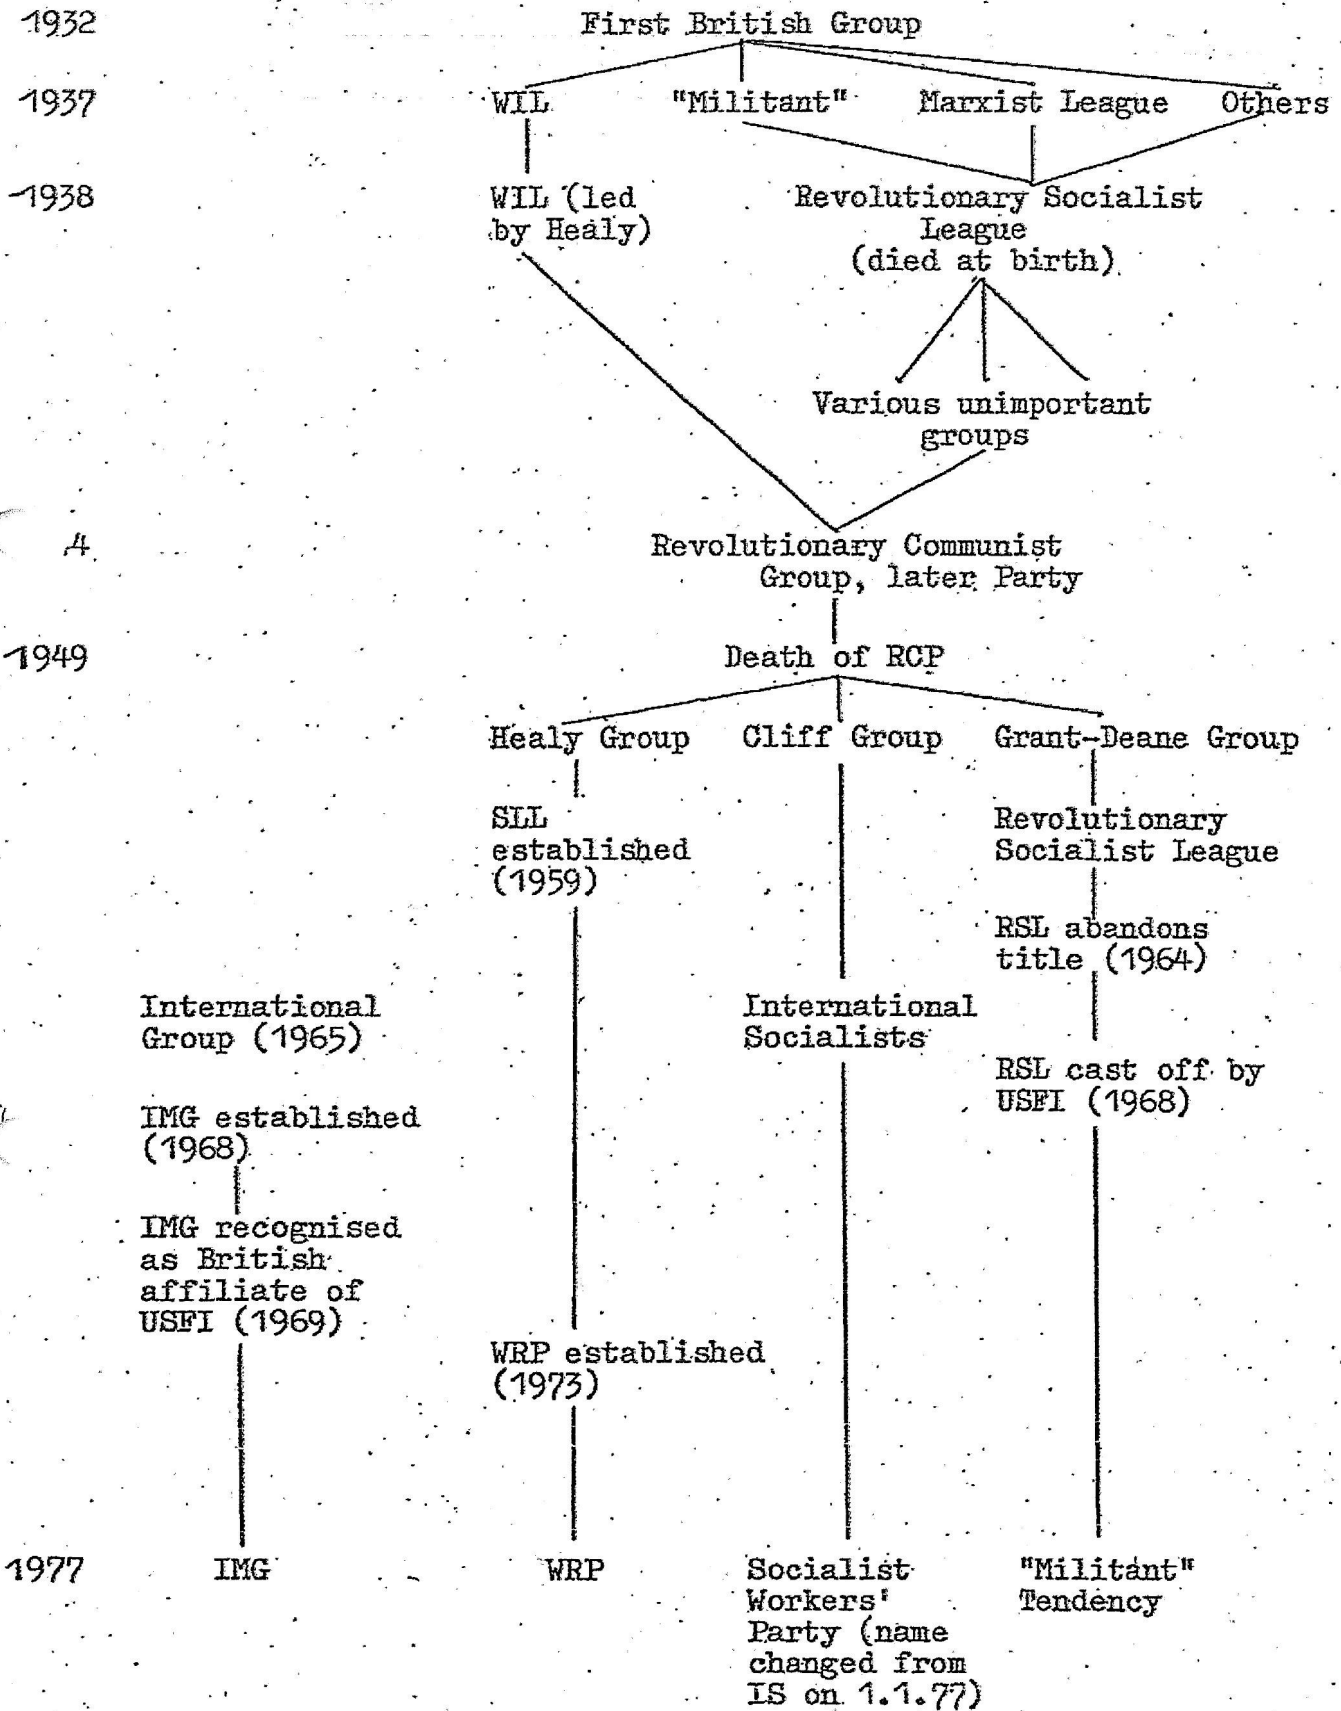 1932 First British Group
1937 WIL "Militant" Marxist League Others
1938 WIL (led Revolutionary Socialist
by Healy) League
(died at birth)
Various unimportant
groups
4 Revolutionary Communist
Group, later Party
1949 Death of RCP
Healy Group Cliff Group Grant-Deane Group
SLL Revolutionary
established Socialist League
(1959)
RSL abandons
title (1964)
International International
Group (1965) Socialists
RSL cast off by
USFI (1968)
IMG established
(1968)
IMG recognised
as British
affiliate of
USFI (1969)
WRP established
(1973)
1977 IMG WRP Socialist "Militant"
Workers' Tendency
Party (name
changed from
IS on 1.1.77)